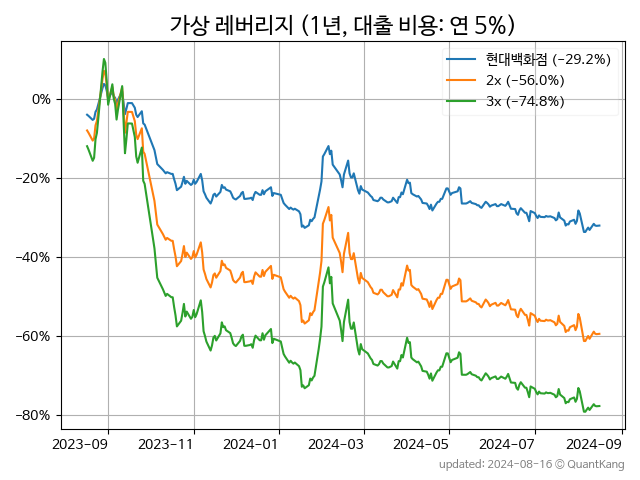 가상 레버리지 (1년, 대출 비용: 연 5%)
현대백화점 (−29.2%)
2x (−56.0%)
3x (−74.8%)
0%
−20%
−40%
−60%
−80%
2023-09 2023-11 2024-01 2024-03 2024-05 2024-07 2024-09
updated: 2024-08-16 © QuantKang